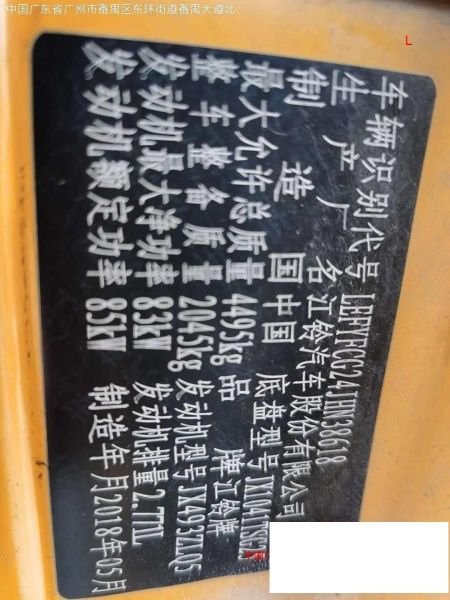 中国广东省广州市番禺区东环街道番禺大道北
L
车辆识别代号 LEFYFCG24JHN36618
生产厂名 江铃汽车股份有限公司
制造国 中国 底盘型号
最大允许总质量 4495kg 品牌 江铃牌
整车整备质量 2045kg 发动机型号 JX493ZLQ5
发动机最大净功率 83kW 发动机排量 2.771L
发动机额定功率 85kW 制造年月 2018年05月